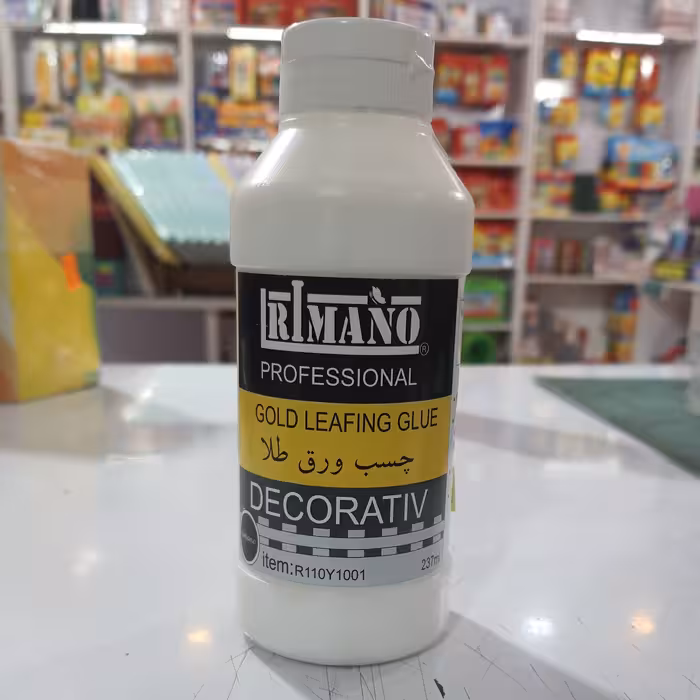 RIMANO
®
PROFESSIONAL
GOLD LEAFING GLUE
چسب ورق طلا
DECORATIV
item:R110Y1001
237m